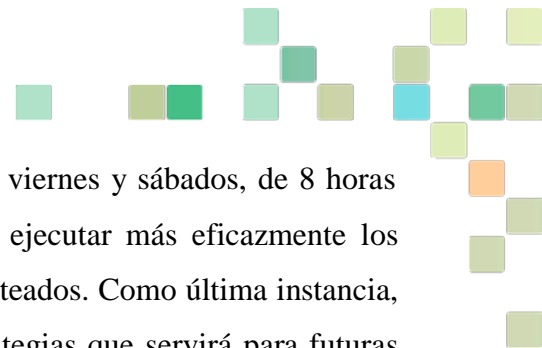 viernes y sábados, de 8 horas
ejecutar más eficazmente los
teados. Como última instancia,
tegias que servirá para futuras